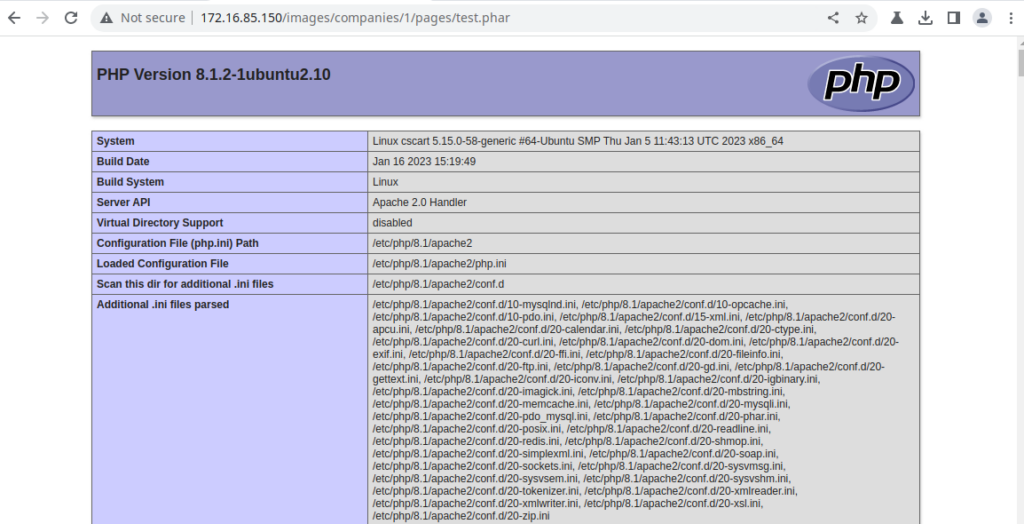 Not secure 172.16.85.150/images/companies/1/pages/test.phar
PHP Version 8.1.2-1ubuntu2.10
php
System Linux cscart 5.15.0-58-generic #64-Ubuntu SMP Thu Jan 5 11:43:13 UTC 2023 x86_64
Build Date Jan 16 2023 15:19:49
Build System Linux
Server API Apache 2.0 Handler
Virtual Directory Support disabled
Configuration File (php.ini) Path /etc/php/8.1/apache2
Loaded Configuration File /etc/php/8.1/apache2/php.ini
Scan this dir for additional .ini files /etc/php/8.1/apache2/conf.d
Additional .ini files parsed /etc/php/8.1/apache2/conf.d/10-mysqlnd.ini, /etc/php/8.1/apache2/conf.d/10-opcache.ini,
/etc/php/8.1/apache2/conf.d/10-pdo.ini, /etc/php/8.1/apache2/conf.d/15-xml.ini, /etc/php/8.1/apache2/conf.d/20-
apcu.ini, /etc/php/8.1/apache2/conf.d/20-calendar.ini, /etc/php/8.1/apache2/conf.d/20-ctype.ini,
/etc/php/8.1/apache2/conf.d/20-curl.ini, /etc/php/8.1/apache2/conf.d/20-dom.ini, /etc/php/8.1/apache2/conf.d/20-
exif.ini, /etc/php/8.1/apache2/conf.d/20-ffi.ini, /etc/php/8.1/apache2/conf.d/20-fileinfo.ini,
/etc/php/8.1/apache2/conf.d/20-ftp.ini, /etc/php/8.1/apache2/conf.d/20-gd.ini, /etc/php/8.1/apache2/conf.d/20-
gettext.ini, /etc/php/8.1/apache2/conf.d/20-iconv.ini, /etc/php/8.1/apache2/conf.d/20-igbinary.ini,
/etc/php/8.1/apache2/conf.d/20-imagick.ini, /etc/php/8.1/apache2/conf.d/20-mbstring.ini,
/etc/php/8.1/apache2/conf.d/20-memcache.ini, /etc/php/8.1/apache2/conf.d/20-mysqli.ini,
/etc/php/8.1/apache2/conf.d/20-pdo_mysql.ini, /etc/php/8.1/apache2/conf.d/20-phar.ini,
/etc/php/8.1/apache2/conf.d/20-posix.ini, /etc/php/8.1/apache2/conf.d/20-readline.ini,
/etc/php/8.1/apache2/conf.d/20-redis.ini, /etc/php/8.1/apache2/conf.d/20-shmop.ini,
/etc/php/8.1/apache2/conf.d/20-simplexml.ini, /etc/php/8.1/apache2/conf.d/20-soap.ini,
/etc/php/8.1/apache2/conf.d/20-sockets.ini, /etc/php/8.1/apache2/conf.d/20-sysvmsg.ini,
/etc/php/8.1/apache2/conf.d/20-sysvsem.ini, /etc/php/8.1/apache2/conf.d/20-sysvshm.ini,
/etc/php/8.1/apache2/conf.d/20-tokenizer.ini, /etc/php/8.1/apache2/conf.d/20-xmlreader.ini,
/etc/php/8.1/apache2/conf.d/20-xmlwriter.ini, /etc/php/8.1/apache2/conf.d/20-xsl.ini,
/etc/php/8.1/apache2/conf.d/20-zip.ini